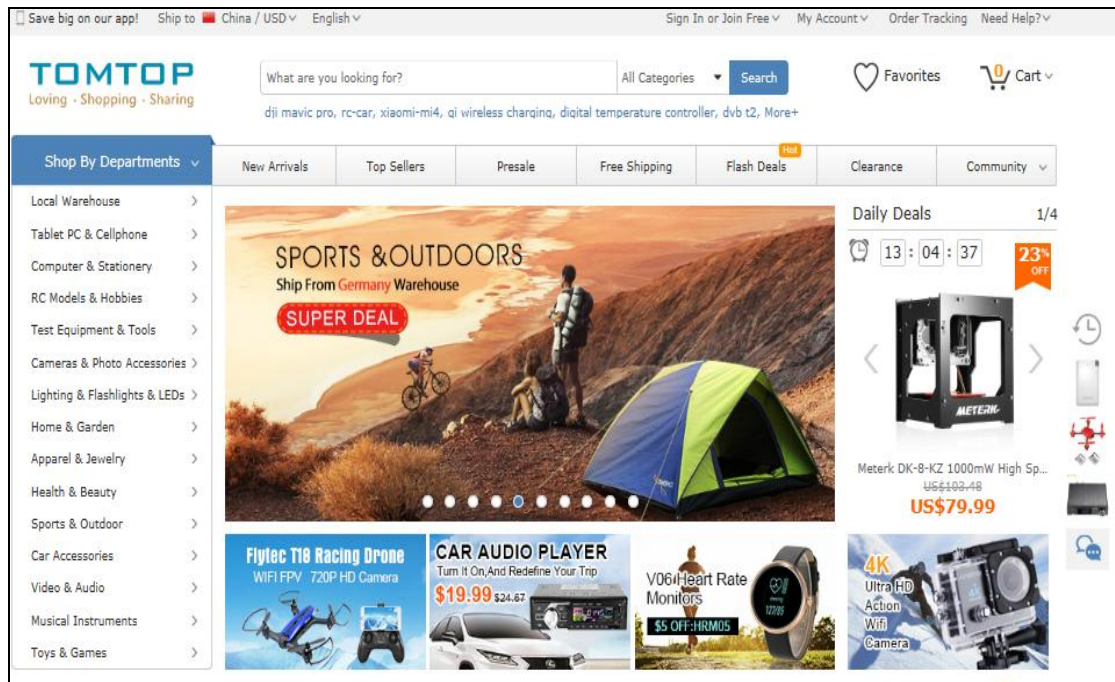 Save big on our app! Ship to China / USD English Sign In or Join Free My Account Order Tracking Need Help?
TOMTOP
Loving · Shopping · Sharing
What are you looking for? All Categories Search
Favorites 0 Cart
dji mavic pro, rc-car, xiaomi-mi4, qi wireless charging, digital temperature controller, dvb t2, More+
Shop By Departments
New Arrivals Top Sellers Presale Free Shipping Flash Deals Hot Clearance Community
Local Warehouse
Tablet PC & Cellphone
Computer & Stationery
RC Models & Hobbies
Test Equipment & Tools
Cameras & Photo Accessories
Lighting & Flashlights & LEDs
Home & Garden
Apparel & Jewelry
Health & Beauty
Sports & Outdoor
Car Accessories
Video & Audio
Musical Instruments
Toys & Games
SPORTS & OUTDOORS
Ship From Germany Warehouse
SUPER DEAL
Daily Deals 1/4
13 : 04 : 37
23% OFF
METERK
Meterk DK-8-KZ 1000mW High Sp...
US$103.48
US$79.99
Flytec T18 Racing Drone
WIFI FPV 720P HD Camera
CAR AUDIO PLAYER
Turn It On,And Redefine Your Trip
$19.99 $24.67
V06 Heart Rate
Monitors
$5 OFF:HRM05
122/85
4K
Ultra HD
Action
Wifi
Camera